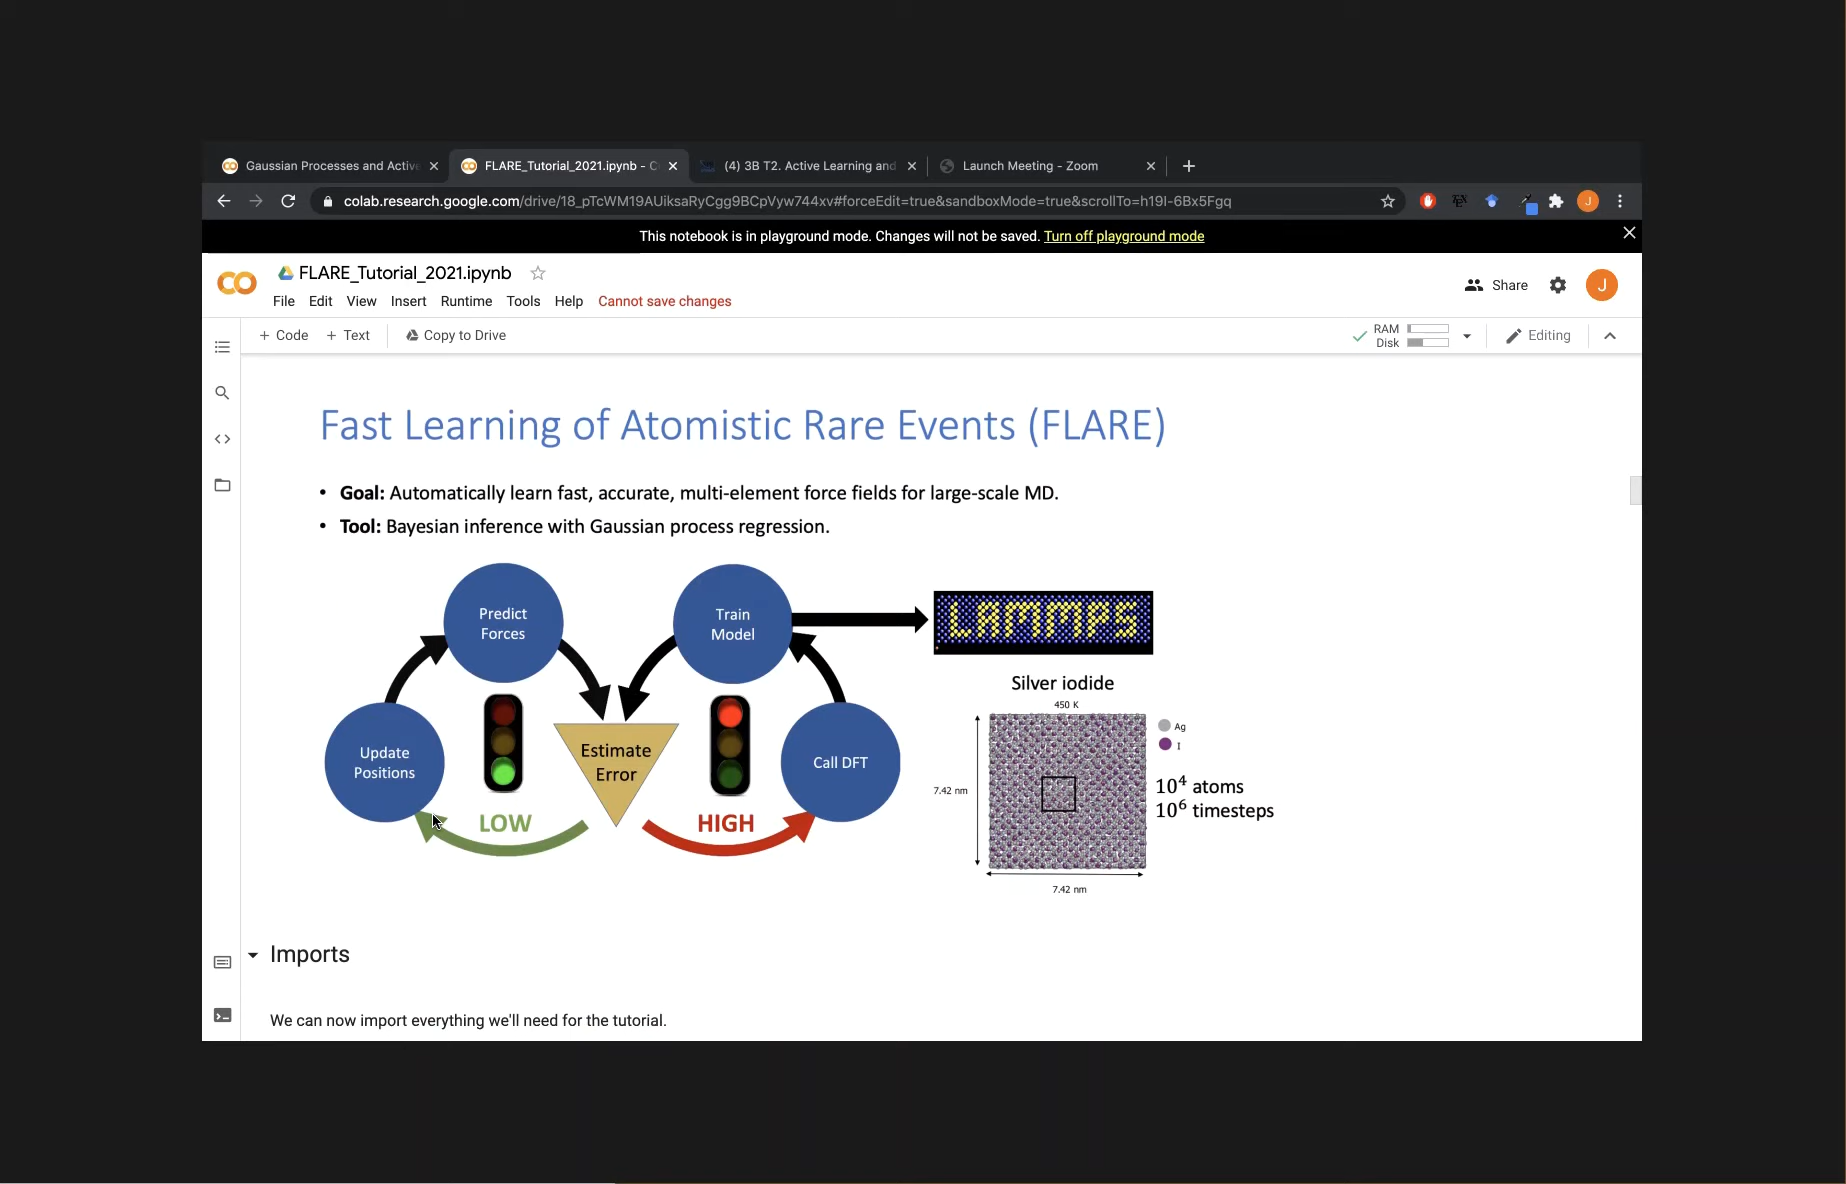 Gaussian Processes and Active
FLARE_Tutorial_2021.ipynb - C
(4) 3B T2. Active Learning and
Launch Meeting - Zoom
colab.research.google.com/drive/18_pTcWM19AUiksaRyCgg9BCpVyw744xv#forceEdit=true&sandboxMode=true&scrollTo=h19I-6Bx5Fgq
J
This notebook is in playground mode. Changes will not be saved. Turn off playground mode
FLARE_Tutorial_2021.ipynb
File Edit View Insert Runtime Tools Help Cannot save changes
Share
J
+ Code + Text Copy to Drive
RAM
Disk
Editing
Fast Learning of Atomistic Rare Events (FLARE)
• Goal: Automatically learn fast, accurate, multi-element force fields for large-scale MD.
• Tool: Bayesian inference with Gaussian process regression.
Predict
Forces
Train
Model
LAMMPS
Update
Positions
Estimate
Error
Call DFT
LOW
HIGH
Silver iodide
450 K
Ag
I
7.42 nm
10⁴ atoms
10⁶ timesteps
7.42 nm
Imports
We can now import everything we'll need for the tutorial.